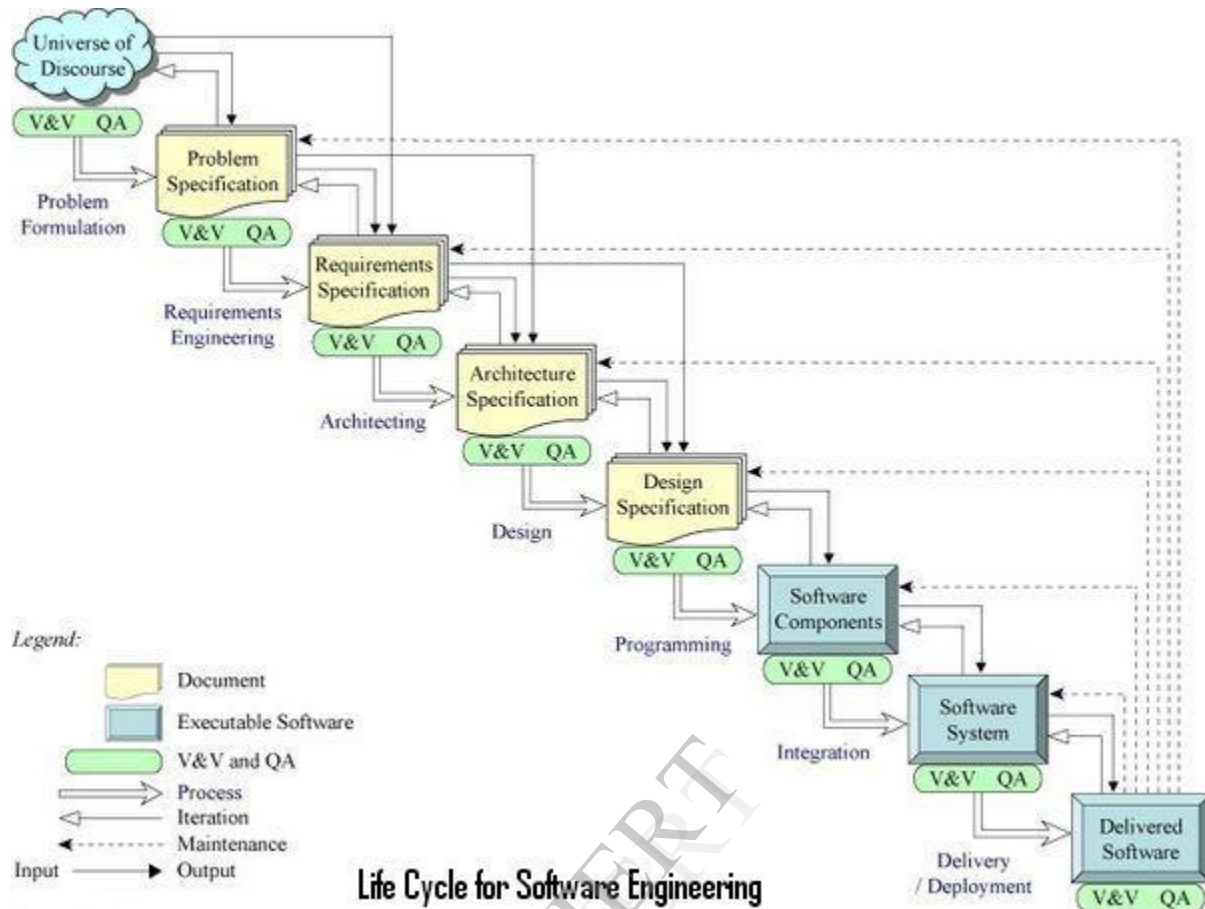 Universe of
Discourse
V&V QA
Problem
Specification
Problem
Formulation
V&V QA
Requirements
Specification
Requirements
Engineering
V&V QA
Architecture
Specification
Architecting
V&V QA
Design
Specification
Design
V&V QA
Software
Components
Programming
V&V QA
Software
System
Integration
V&V QA
Delivered
Software
Delivery
/ Deployment
V&V QA
Legend:
Document
Executable Software
V&V and QA
Process
Iteration
Maintenance
Input Output
Life Cycle for Software Engineering